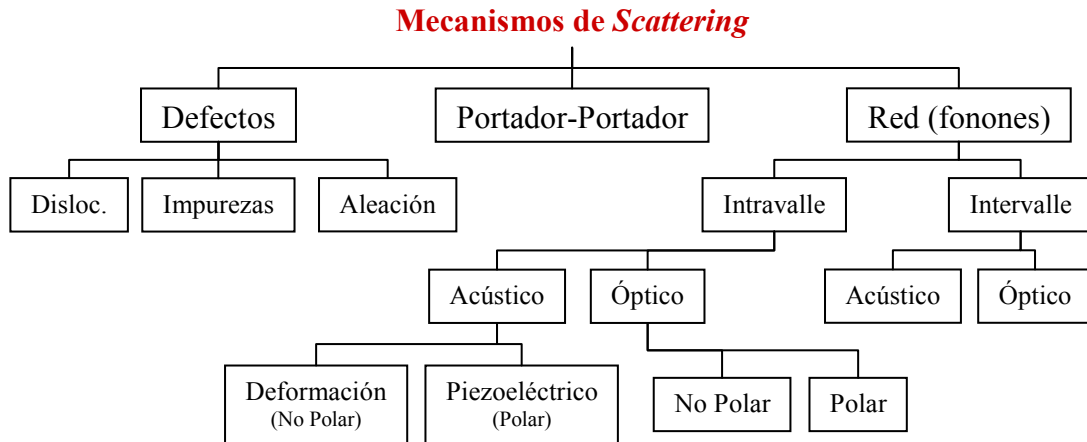 Mecanismos de Scattering
Defectos
Portador-Portador
Red (fonones)
Disloc.
Impurezas
Aleación
Intravalle
Intervalle
Acústico
Óptico
Acústico
Óptico
Deformación
(No Polar)
Piezoeléctrico
(Polar)
No Polar
Polar